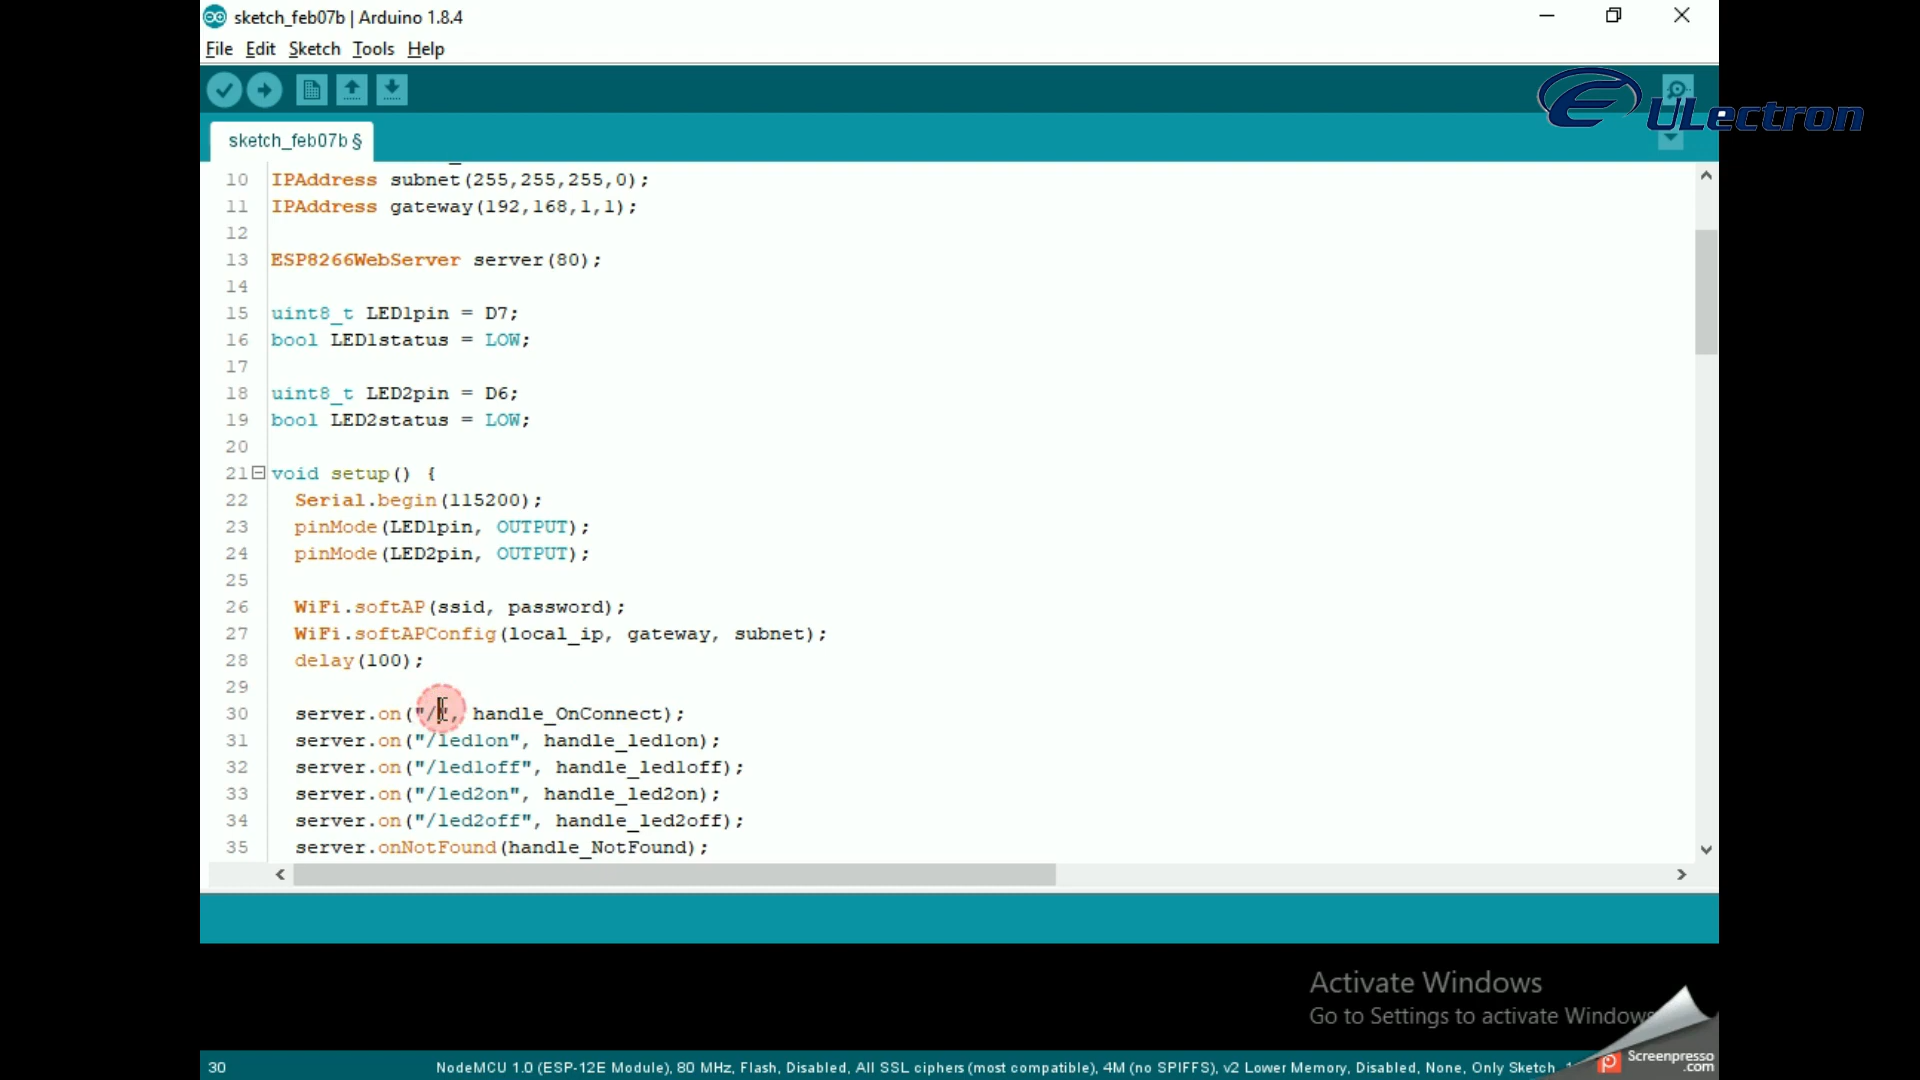 sketch_feb07b | Arduino 1.8.4
File Edit Sketch Tools Help
ULectron
sketch_feb07b §
10 IPAddress subnet(255,255,255,0);
11 IPAddress gateway(192,168,1,1);
12
13 ESP8266WebServer server(80);
14
15 uint8_t LED1pin = D7;
16 bool LED1status = LOW;
17
18 uint8_t LED2pin = D6;
19 bool LED2status = LOW;
20
21 void setup() {
22 Serial.begin(115200);
23 pinMode(LED1pin, OUTPUT);
24 pinMode(LED2pin, OUTPUT);
25
26 WiFi.softAP(ssid, password);
27 WiFi.softAPConfig(local_ip, gateway, subnet);
28 delay(100);
29
30 server.on("/", handle_OnConnect);
31 server.on("/led1on", handle_led1on);
32 server.on("/led1off", handle_led1off);
33 server.on("/led2on", handle_led2on);
34 server.on("/led2off", handle_led2off);
35 server.onNotFound(handle_NotFound);
Activate Windows
Go to Settings to activate Windows
30 NodeMCU 1.0 (ESP-12E Module), 80 MHz, Flash, Disabled, All SSL ciphers (most compatible), 4M (no SPIFFS), v2 Lower Memory, Disabled, None, Only Sketch
Screenpresso
.com